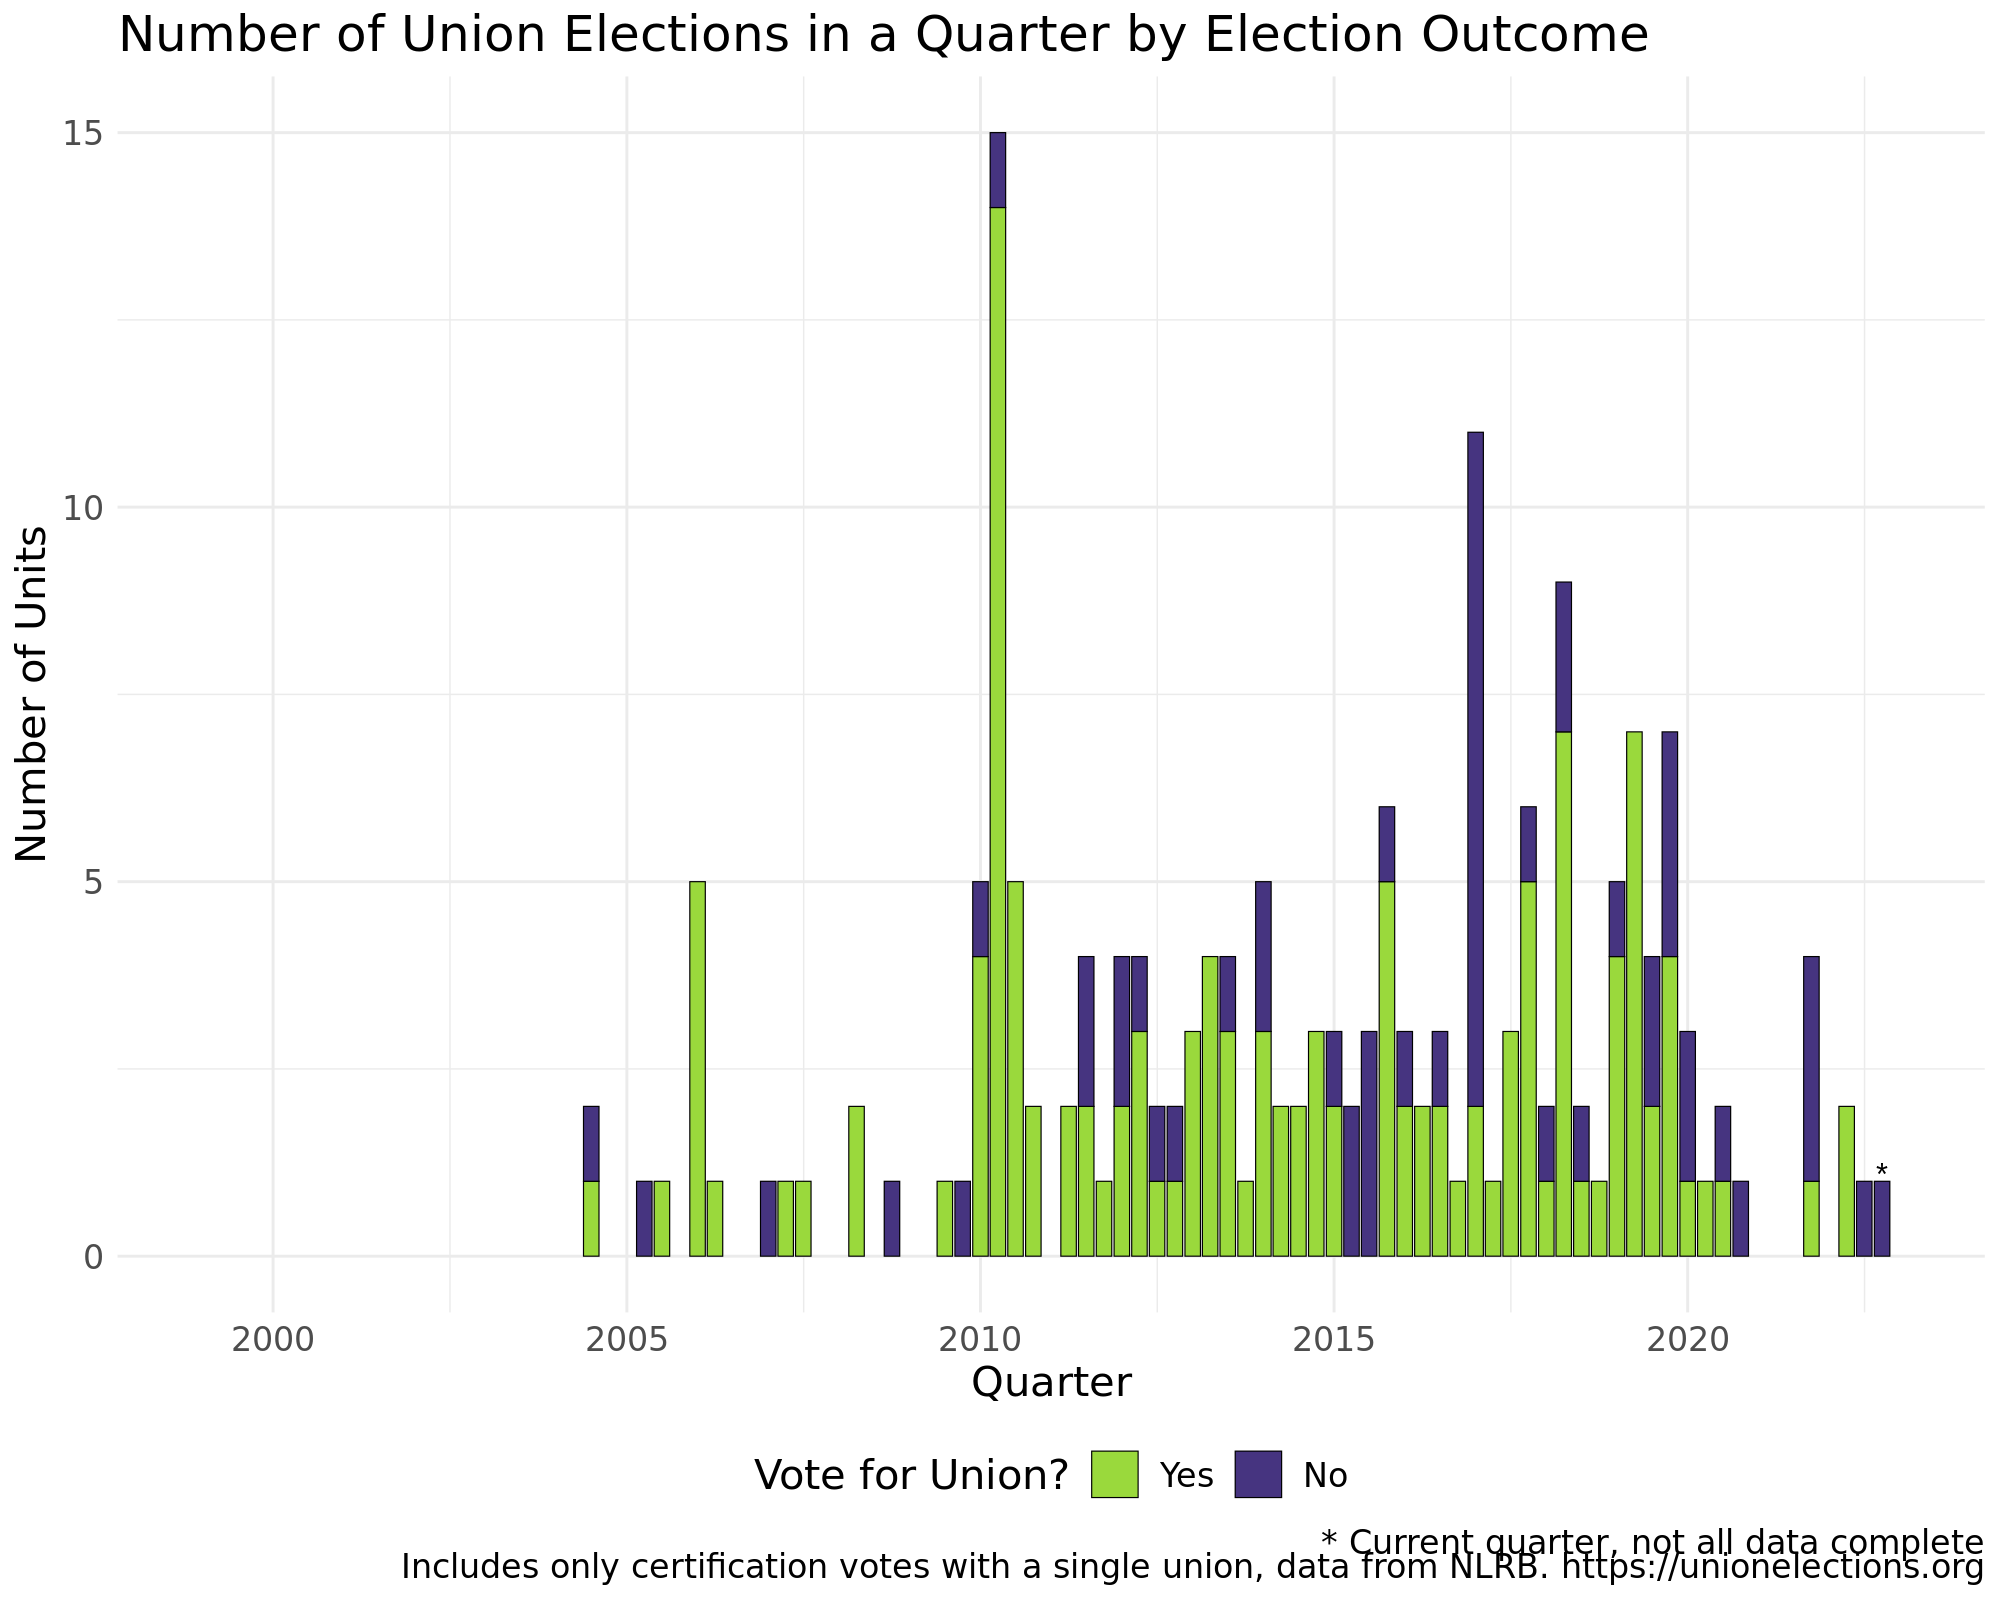 Number of Union Elections in a Quarter by Election Outcome
Number of Units
15
10
5
0
*
2000 2005 2010 2015 2020
Quarter
Vote for Union? Yes No
* Current quarter, not all data complete
Includes only certification votes with a single union, data from NLRB. https://unionelections.org